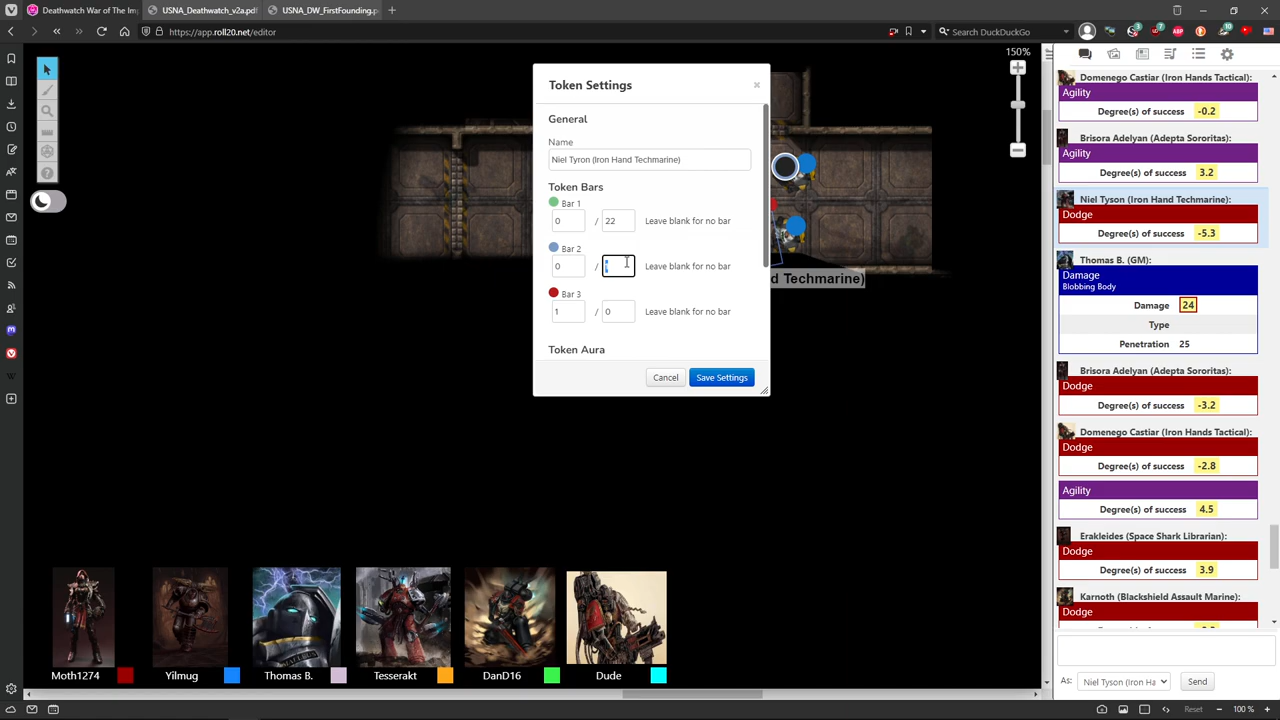 Deathwatch War of The Im
USNA_Deathwatch_v2a.pdf
USNA_DW_FirstFounding.p
https://app.roll20.net/editor
Search DuckDuckGo
150%
Token Settings
General
Name
Niel Tyron (Iron Hand Techmarine)
Token Bars
Bar 1
0 / 22 Leave blank for no bar
Bar 2
0 / Leave blank for no bar
Bar 3
1 / 0 Leave blank for no bar
Token Aura
Cancel Save Settings
d Techmarine)
Domenego Castiar (Iron Hands Tactical):
Agility
Degree(s) of success -0.2
Brisora Adelyan (Adepta Sororitas):
Agility
Degree(s) of success 3.2
Niel Tyson (Iron Hand Techmarine):
Dodge
Degree(s) of success -5.3
Thomas B. (GM):
Damage
Blobbing Body
Damage 24
Type
Penetration 25
Brisora Adelyan (Adepta Sororitas):
Dodge
Degree(s) of success -3.2
Domenego Castiar (Iron Hands Tactical):
Dodge
Degree(s) of success -2.8
Agility
Degree(s) of success 4.5
Erakleides (Space Shark Librarian):
Dodge
Degree(s) of success 3.9
Karnoth (Blackshield Assault Marine):
Dodge
As: Niel Tyson (Iron Ha Send
Moth1274
Yilmug
Thomas B.
Tesserakt
DanD16
Dude
Reset 100 %